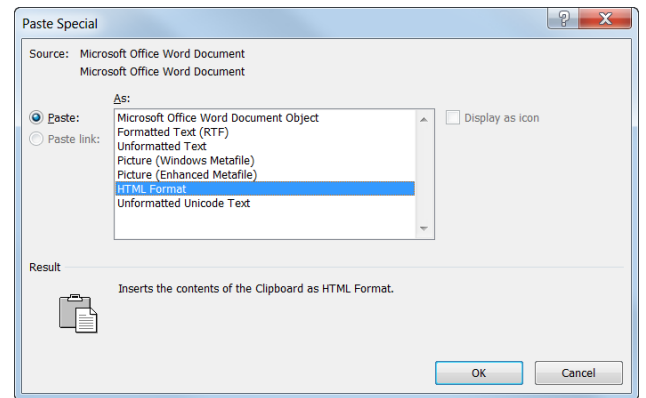 Paste Special
Source: Microsoft Office Word Document
Microsoft Office Word Document
As:
Paste:
Paste link:
Microsoft Office Word Document Object
Formatted Text (RTF)
Unformatted Text
Picture (Windows Metafile)
Picture (Enhanced Metafile)
HTML Format
Unformatted Unicode Text
Display as icon
Result
Inserts the contents of the Clipboard as HTML Format.
OK Cancel